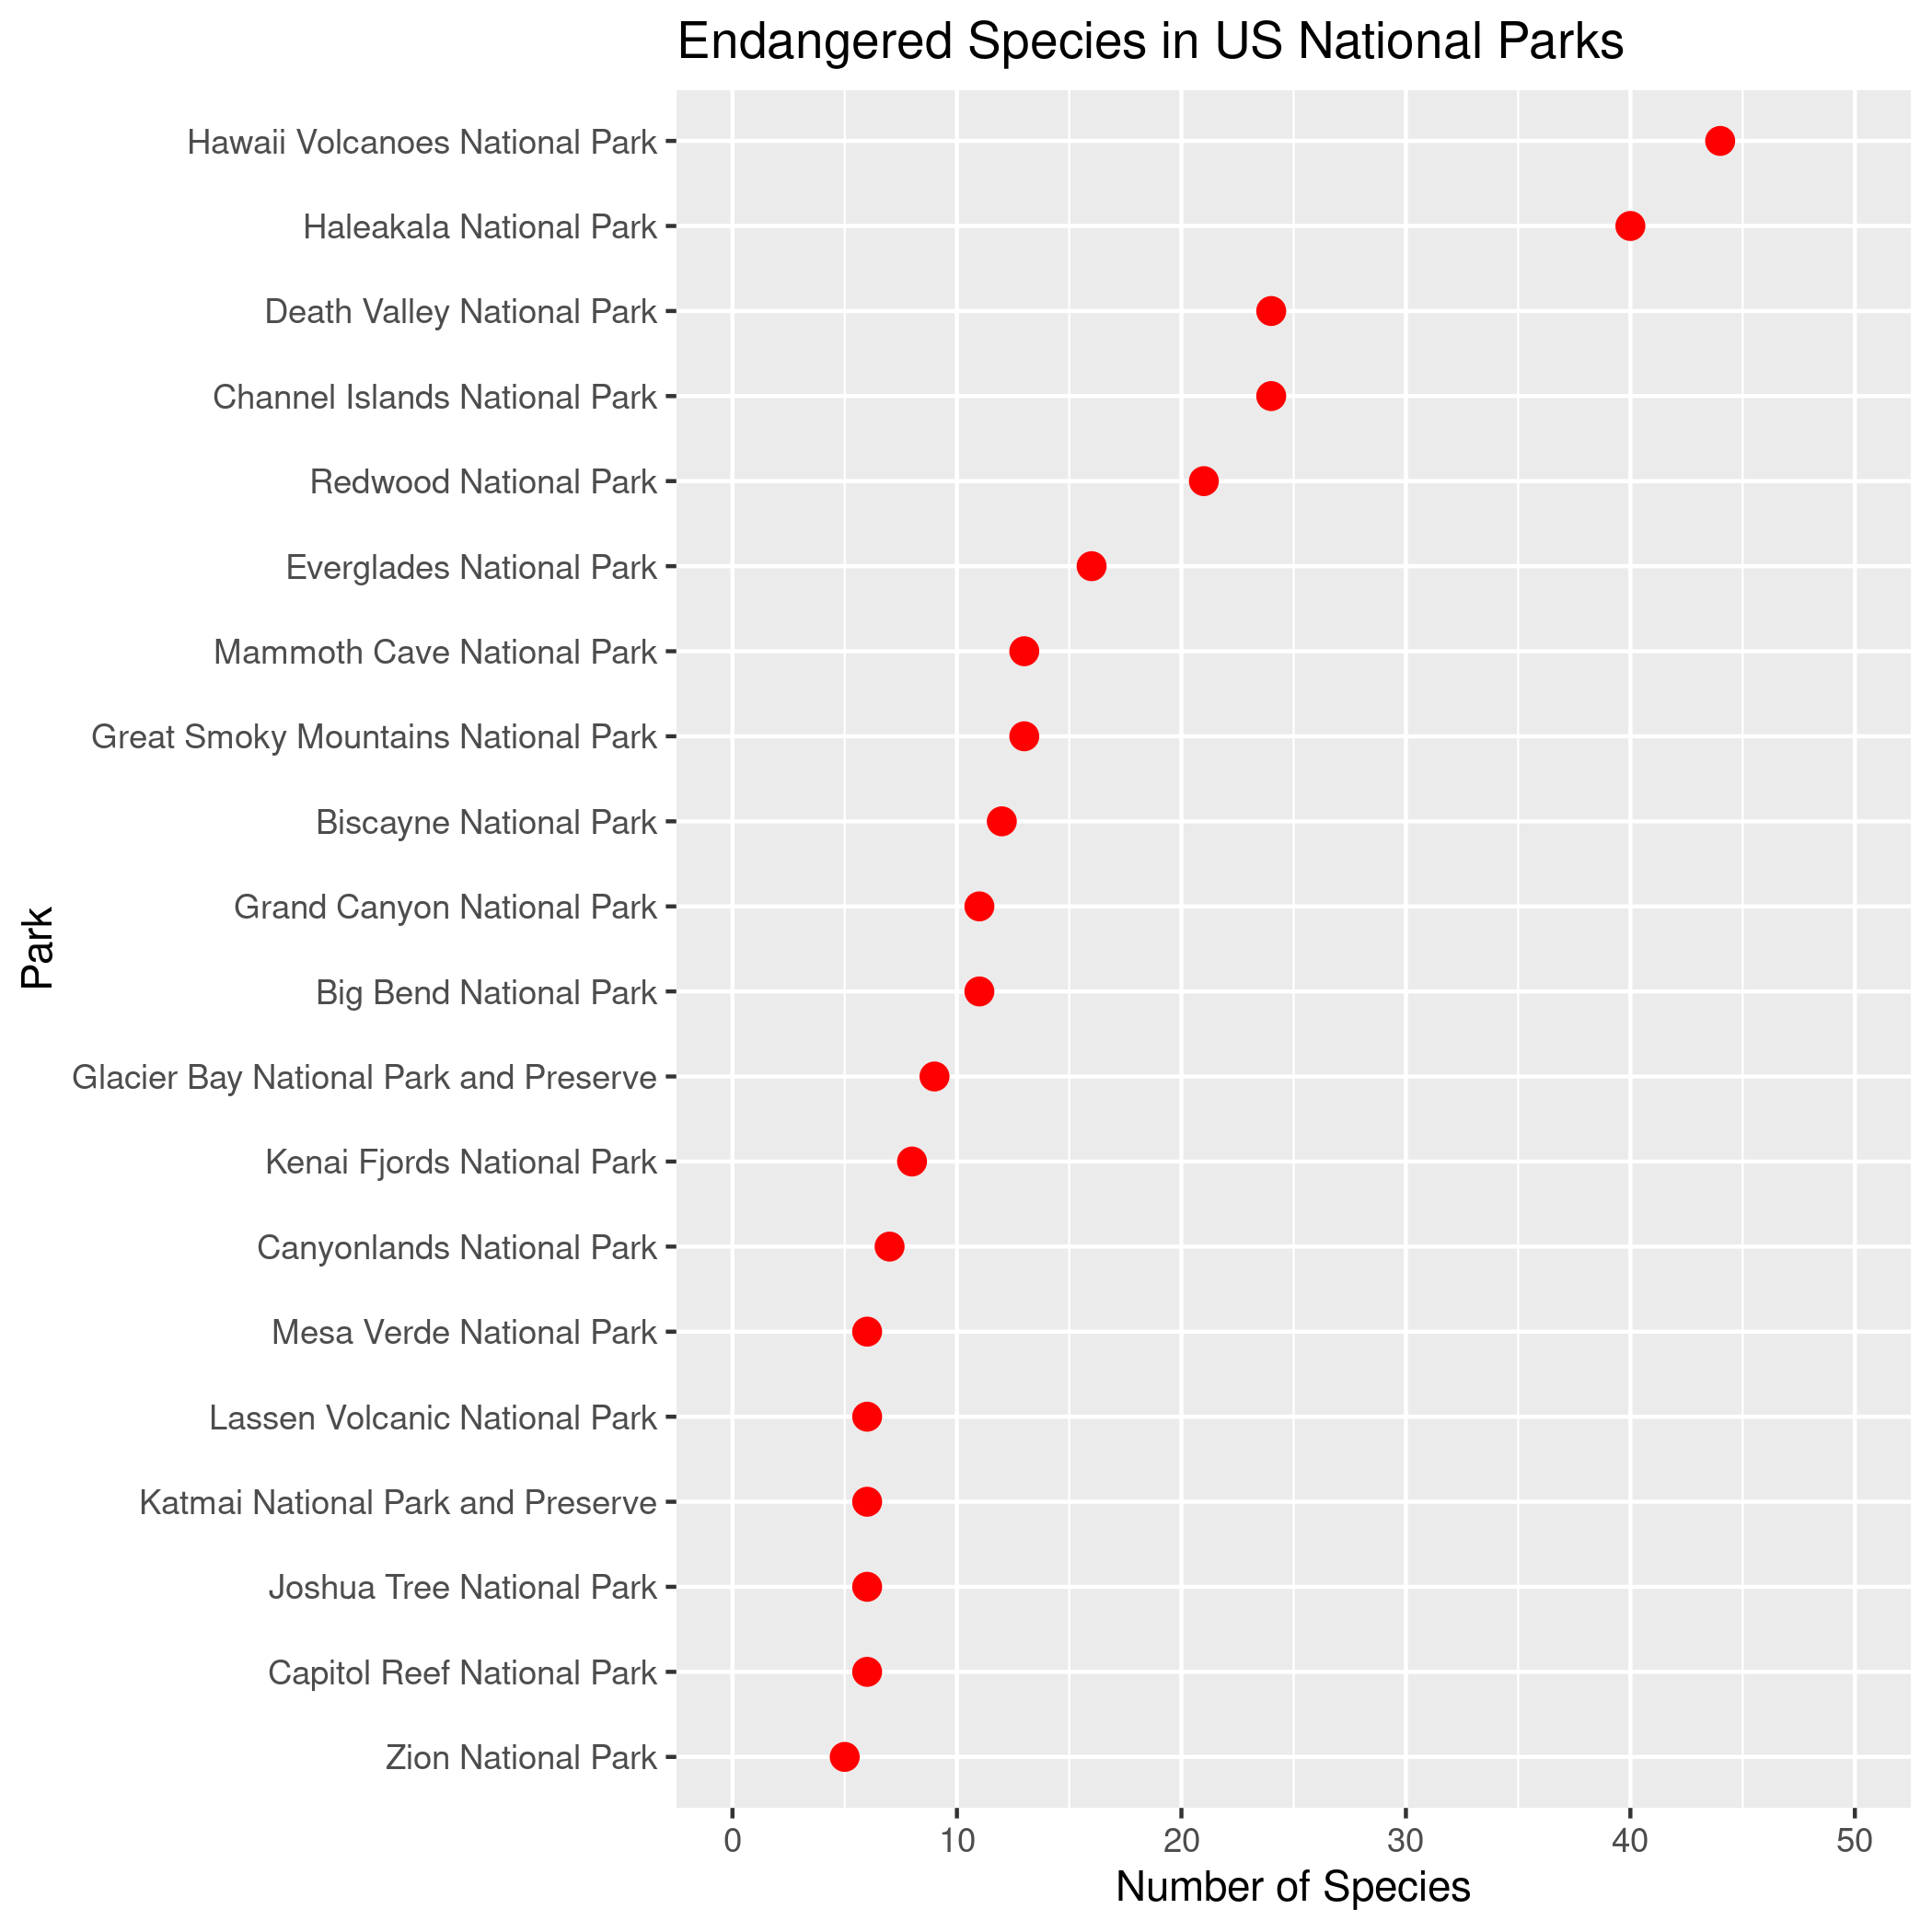 Endangered Species in US National Parks
Park
Hawaii Volcanoes National Park
Haleakala National Park
Death Valley National Park
Channel Islands National Park
Redwood National Park
Everglades National Park
Mammoth Cave National Park
Great Smoky Mountains National Park
Biscayne National Park
Grand Canyon National Park
Big Bend National Park
Glacier Bay National Park and Preserve
Kenai Fjords National Park
Canyonlands National Park
Mesa Verde National Park
Lassen Volcanic National Park
Katmai National Park and Preserve
Joshua Tree National Park
Capitol Reef National Park
Zion National Park
0 10 20 30 40 50
Number of Species